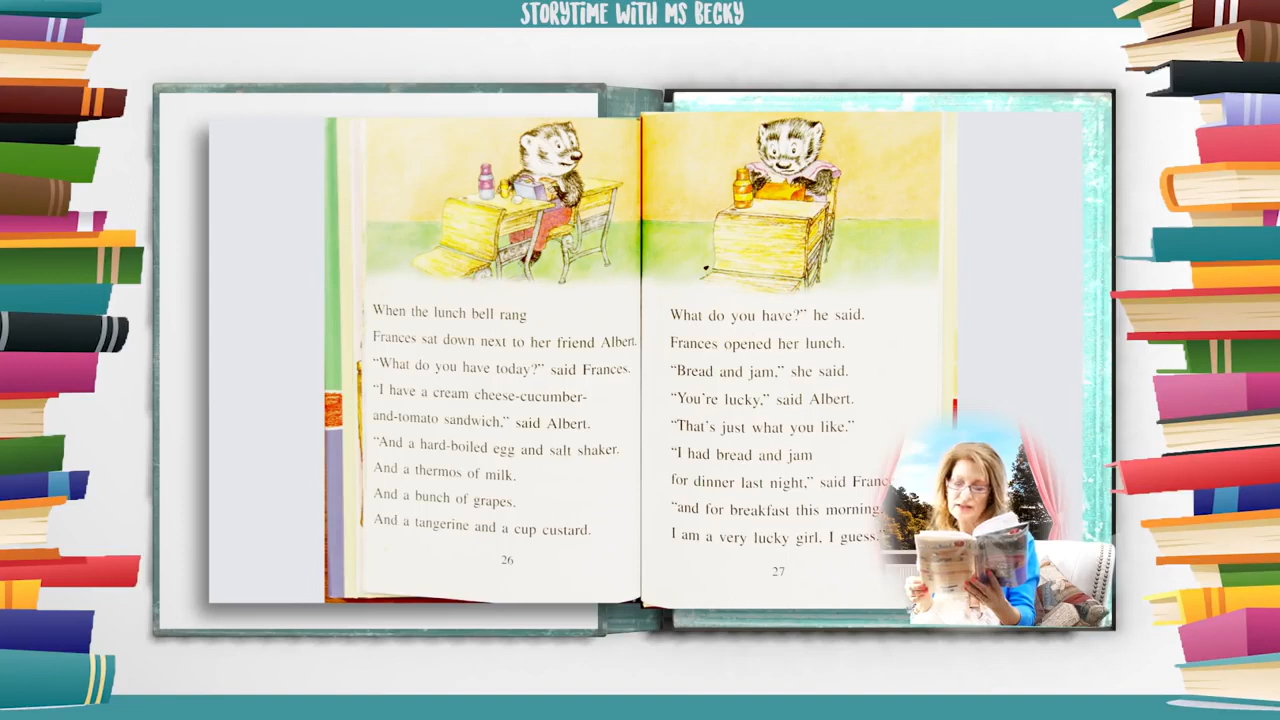 STORYTIME WITH MS BECKY
When the lunch bell rang
Frances sat down next to her friend Albert.
“What do you have today?” said Frances.
“I have a cream cheese-cucumber-
and-tomato sandwich,” said Albert.
“And a hard-boiled egg and salt shaker.
And a thermos of milk.
And a bunch of grapes.
And a tangerine and a cup custard.
26
What do you have?” he said.
Frances opened her lunch.
“Bread and jam,” she said.
“You’re lucky,” said Albert.
“That’s just what you like.”
“I had bread and jam
for dinner last night,” said Franc
“and for breakfast this morning.
I am a very lucky girl, I guess.”
27